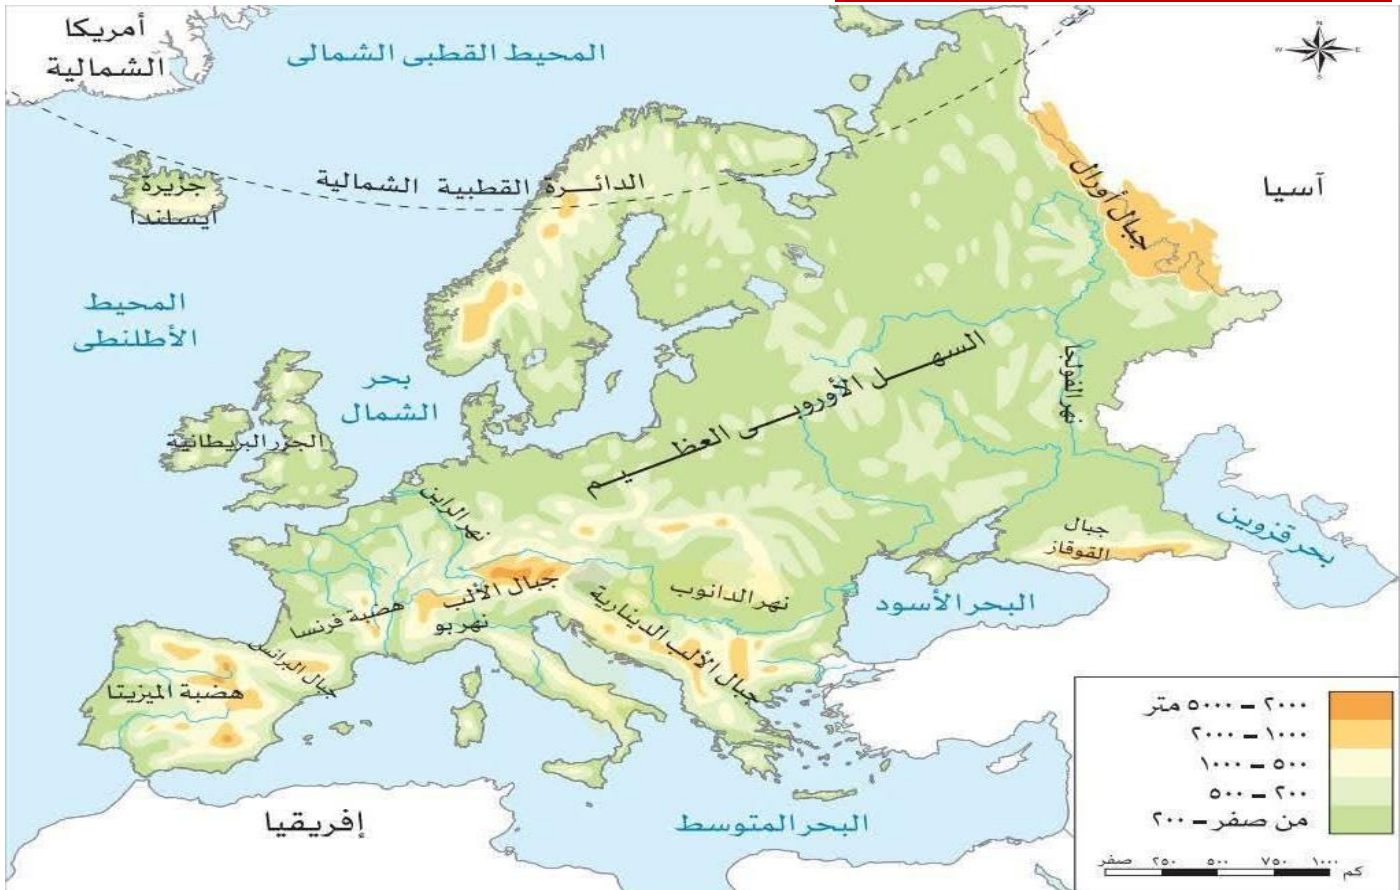 أمريكا
الشمالية
المحيط القطبى الشمالى
N
W
E
S
جزيرة
أيسلندا
الدائرة القطبية الشمالية
جبال أورال
آسيا
المحيط
الأطلنطى
بحر
الشمال
السهل الأوروبى العظيم
نهر الفولجا
الجزر البريطانية
نهر الراين
جبال
القوقاز
بحر قزوين
جبال الألب
نهر الدانوب
البحر الأسود
هضبة فرنسا
نهر بو
جبال الألب الدينارية
جبال البرانس
هضبة الميزيتا
إفريقيا
البحر المتوسط
٢٠٠٠ – ٥٠٠٠ متر
١٠٠٠ – ٢٠٠٠
٥٠٠ – ١٠٠٠
٢٠٠ – ٥٠٠
من صفر – ٢٠٠
صفر ٢٥٠ ٥٠٠ ٧٥٠ ١٠٠٠ كم